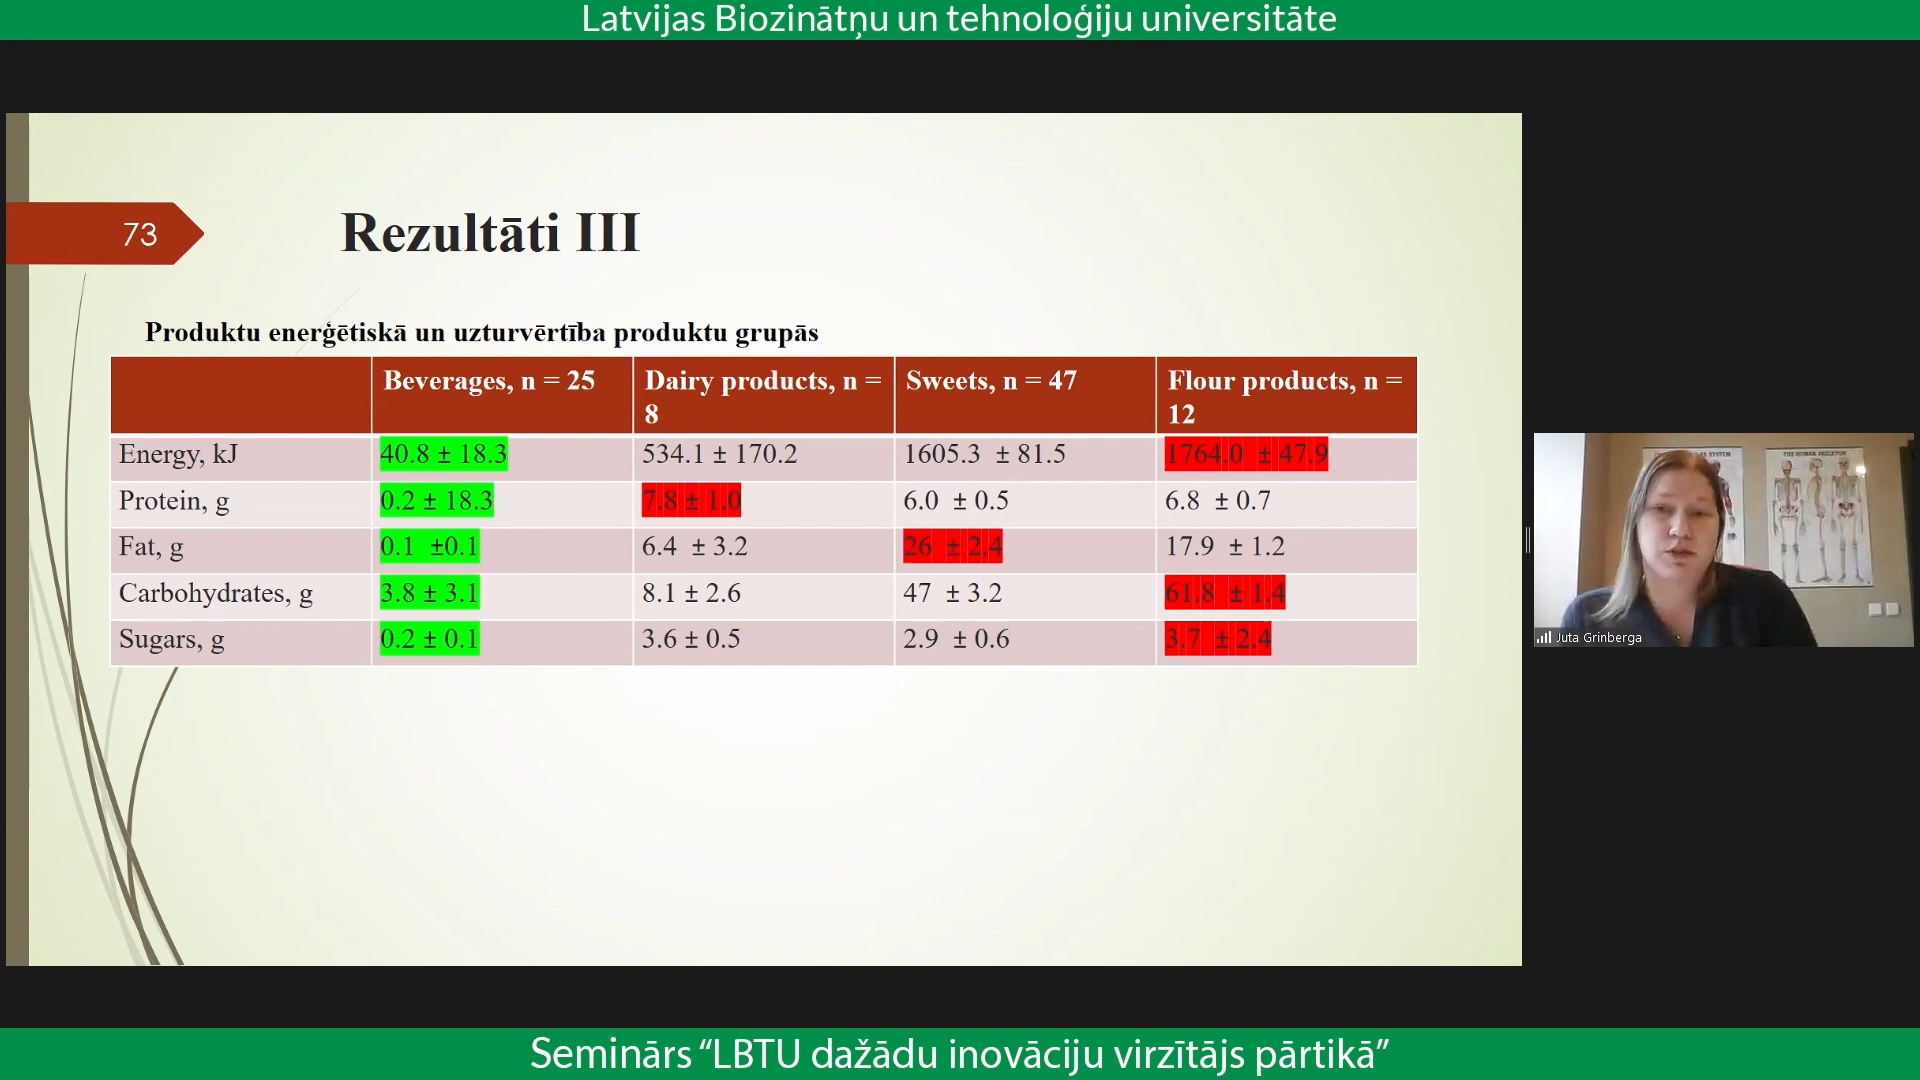 Latvijas Biozinātņu un tehnoloģiju universitāte
73
Rezultāti III
Produktu enerģētiskā un uzturvērtība produktu grupās
Beverages, n = 25
Dairy products, n =
8
Sweets, n = 47
Flour products, n =
12
Energy, kJ
40.8 ± 18.3
534.1 ± 170.2
1605.3 ± 81.5
1764.0 ± 47.9
Protein, g
0.2 ± 18.3
7.8 ± 1.0
6.0 ± 0.5
6.8 ± 0.7
Fat, g
0.1 ±0.1
6.4 ± 3.2
26 ± 2.4
17.9 ± 1.2
Carbohydrates, g
3.8 ± 3.1
8.1 ± 2.6
47 ± 3.2
61.8 ± 1.4
Sugars, g
0.2 ± 0.1
3.6 ± 0.5
2.9 ± 0.6
3.7 ± 2.4
THE HUMAN SKELETON
Juta Grinberga
Seminārs “LBTU dažādu inovāciju virzītājs pārtikā”